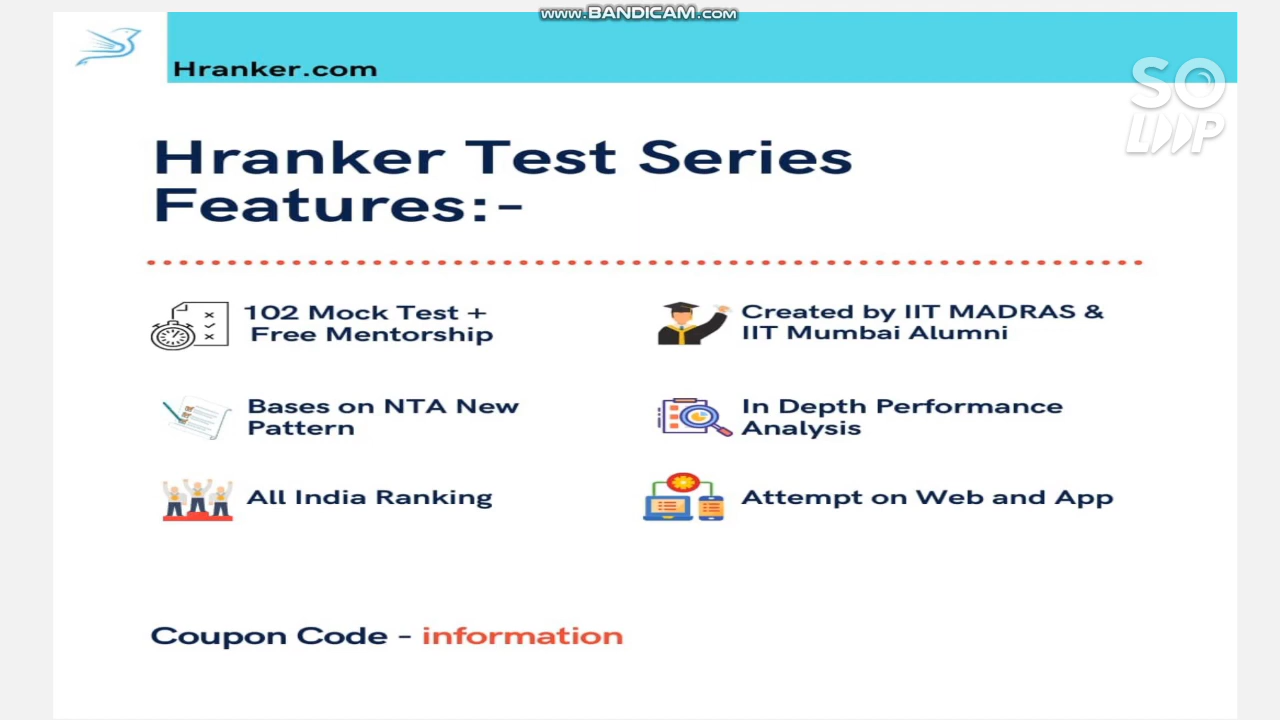 www.BANDICAM.com
Hranker.com
SO
LOOP
Hranker Test Series
Features:-
102 Mock Test +
Free Mentorship
Created by IIT MADRAS &
IIT Mumbai Alumni
Bases on NTA New
Pattern
In Depth Performance
Analysis
All India Ranking
Attempt on Web and App
Coupon Code - information